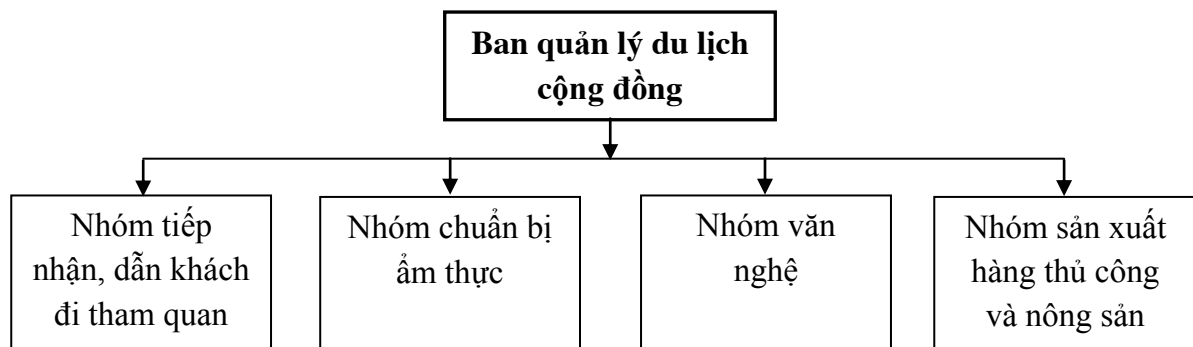 Ban quản lý du lịch
cộng đồng
Nhóm tiếp
nhận, dẫn khách
đi tham quan
Nhóm chuẩn bị
ẩm thực
Nhóm văn
nghệ
Nhóm sản xuất
hàng thủ công
và nông sản